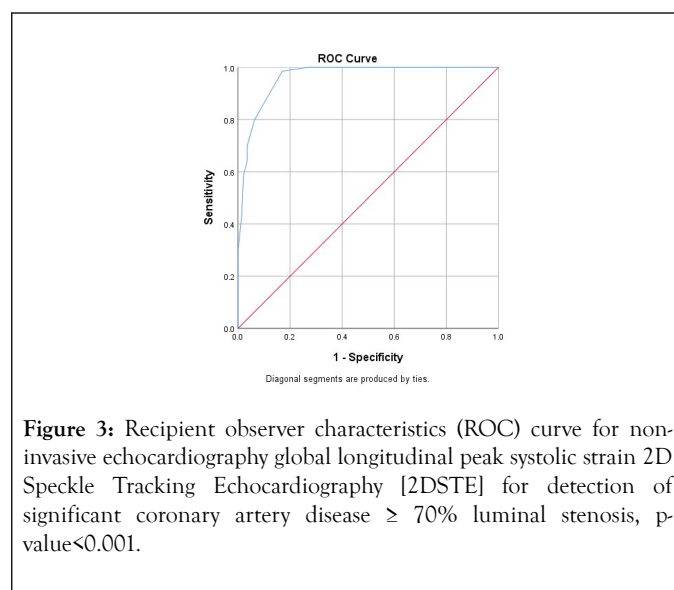 ROC Curve
1.0
0.8
0.6
0.4
0.2
0.0
Sensitivity
0.0 0.2 0.4 0.6 0.8 1.0
1 - Specificity
Diagonal segments are produced by ties.
Figure 3: Recipient observer characteristics (ROC) curve for non-
invasive echocardiography global longitudinal peak systolic strain 2D
Speckle Tracking Echocardiography [2DSTE] for detection of
significant coronary artery disease ≥ 70% luminal stenosis, p-
value<0.001.